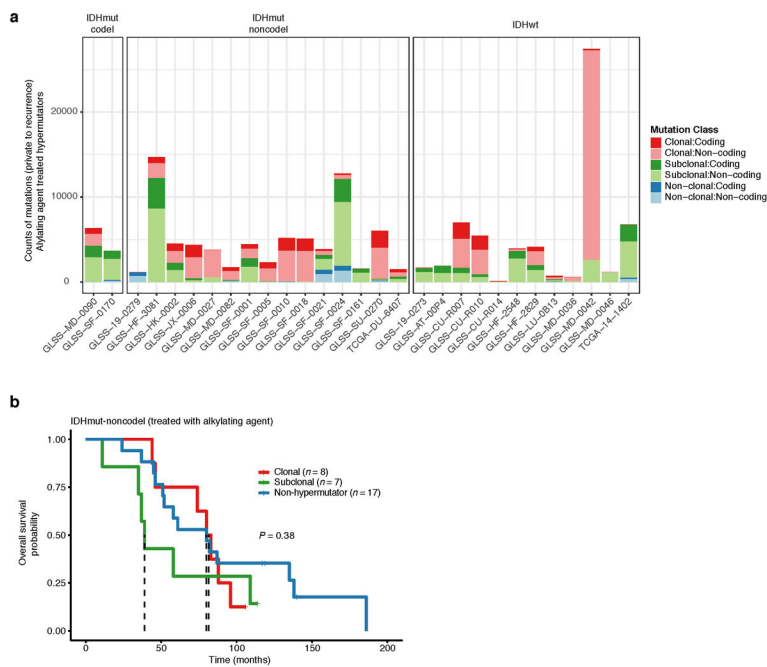 a
IDHmut
codel
IDHmut
noncodel
IDHwt
Counts of mutations (private to recurrence)
Alylating agent treated hypermutators
20000
10000
0
Mutation Class
Clonal:Coding
Clonal:Non−coding
Subclonal:Coding
Subclonal:Non−coding
Non−clonal:Coding
Non−clonal:Non−coding
GLSS−MD−0090
GLSS−SF−0170
GLSS−19−0279
GLSS−HF−3081
GLSS−HK−0002
GLSS−JX−0006
GLSS−MD−0027
GLSS−MD−0082
GLSS−SF−0001
GLSS−SF−0005
GLSS−SF−0010
GLSS−SF−0018
GLSS−SF−0021
GLSS−SF−0024
GLSS−SF−0161
GLSS−SU−0270
TCGA−DU−6407
GLSS−19−0273
GLSS−AT−00P4
GLSS−CU−R007
GLSS−CU−R010
GLSS−CU−R014
GLSS−HF−2548
GLSS−HF−2829
GLSS−LU−0B13
GLSS−MD−0036
GLSS−MD−0042
GLSS−MD−0046
TCGA−14−1402
b
IDHmut-noncodel (treated with alkylating agent)
Overall survival
probability
1.00
0.75
0.50
0.25
0.00
Clonal (n = 8)
Subclonal (n = 7)
Non-hypermutator (n = 17)
P = 0.38
0
50
100
150
200
Time (months)